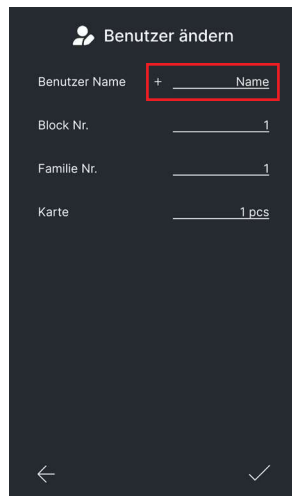 Benutzer ändern
Benutzer Name + Name
Block Nr. 1
Familie Nr. 1
Karte 1 pcs